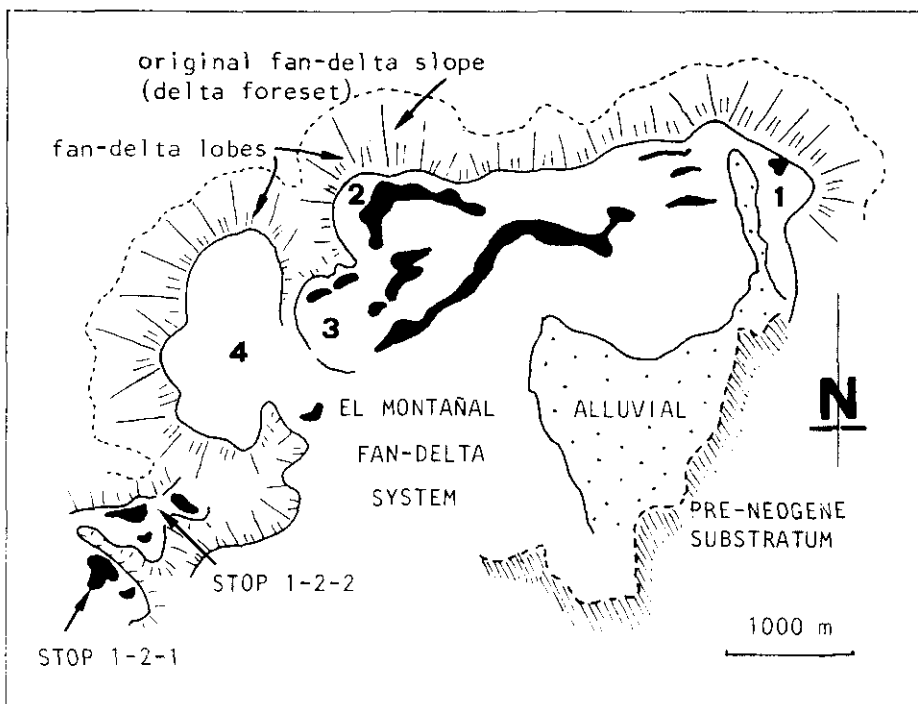 original fan-delta slope
(delta foreset)
fan-delta lobes
2
1
3
4
EL MONTAÑAL
FAN-DELTA
SYSTEM
ALLUVIAL
N
PRE-NEOGENE
SUBSTRATUM
STOP 1-2-2
STOP 1-2-1
1000 m